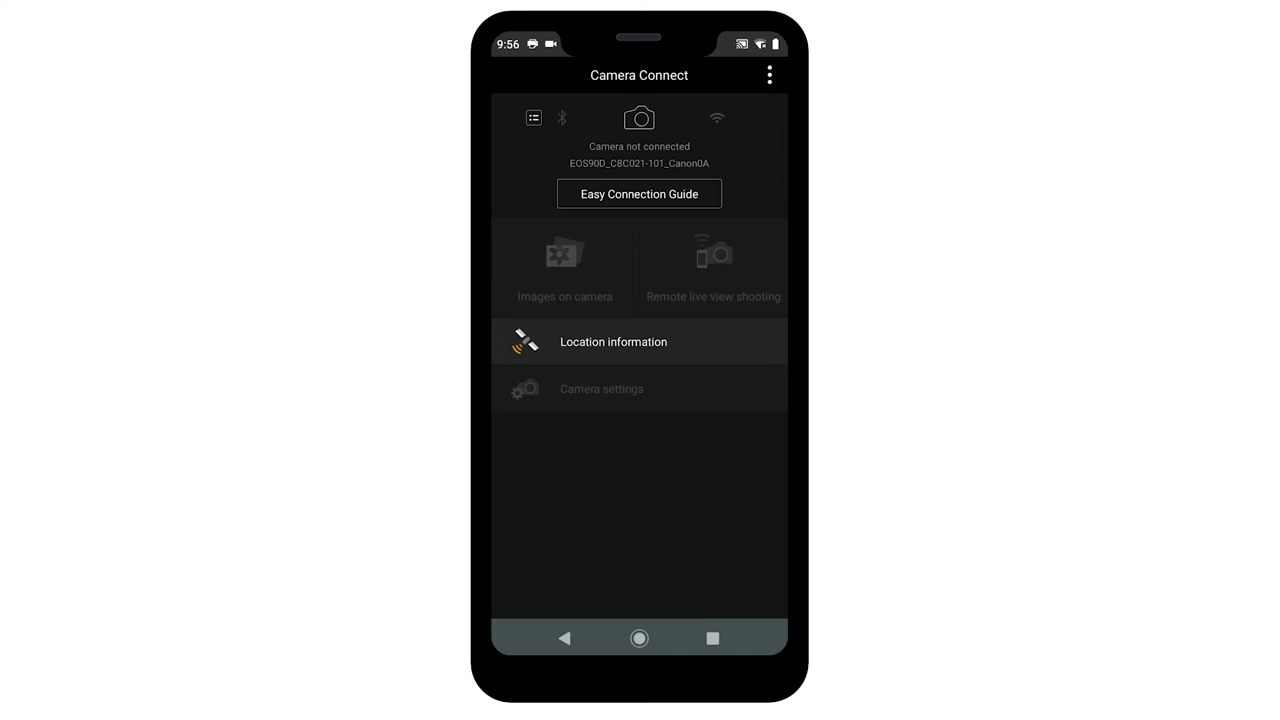 9:56
Camera Connect
Camera not connected
EOS90D_C8C021-101_Canon0A
Easy Connection Guide
Images on camera
Remote live view shooting
Location information
Camera settings